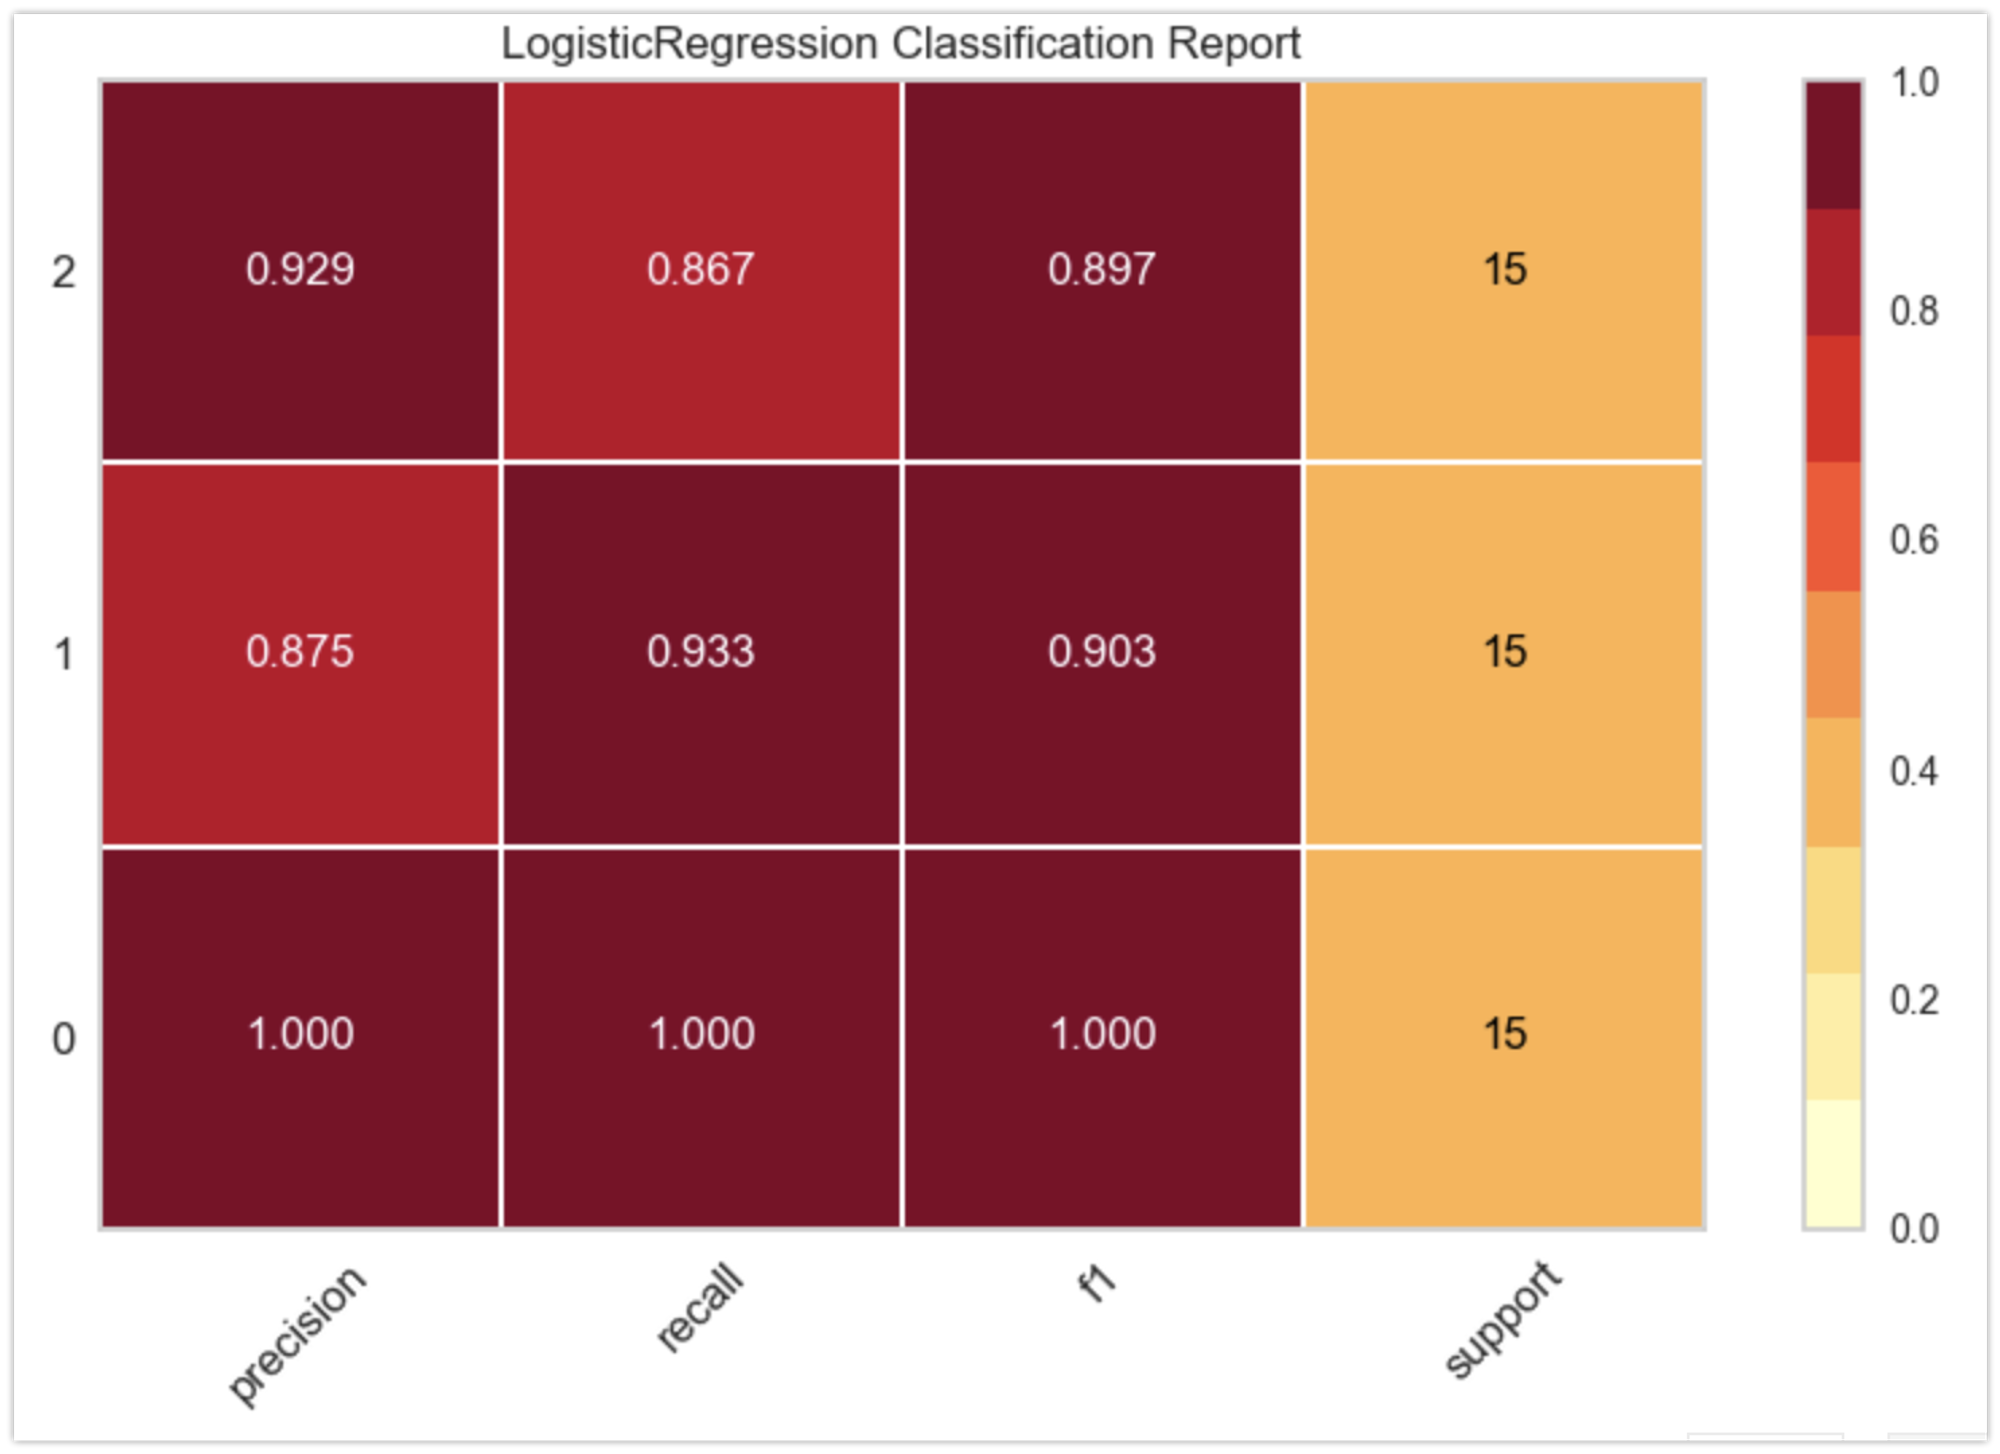 LogisticRegression Classification Report
1.0
2 0.929 0.867 0.897 15
0.8
0.6
1 0.875 0.933 0.903 15
0.4
0.2
0 1.000 1.000 1.000 15
0.0
precision recall f1 support